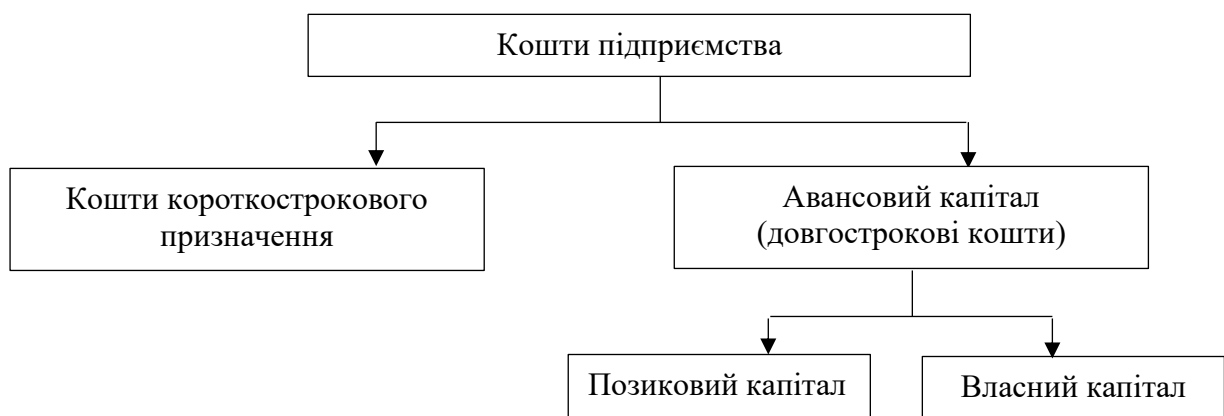 Кошти підприємства
Кошти короткострокового
призначення
Авансовий капітал
(довгострокові кошти)
Позиковий капітал
Власний капітал